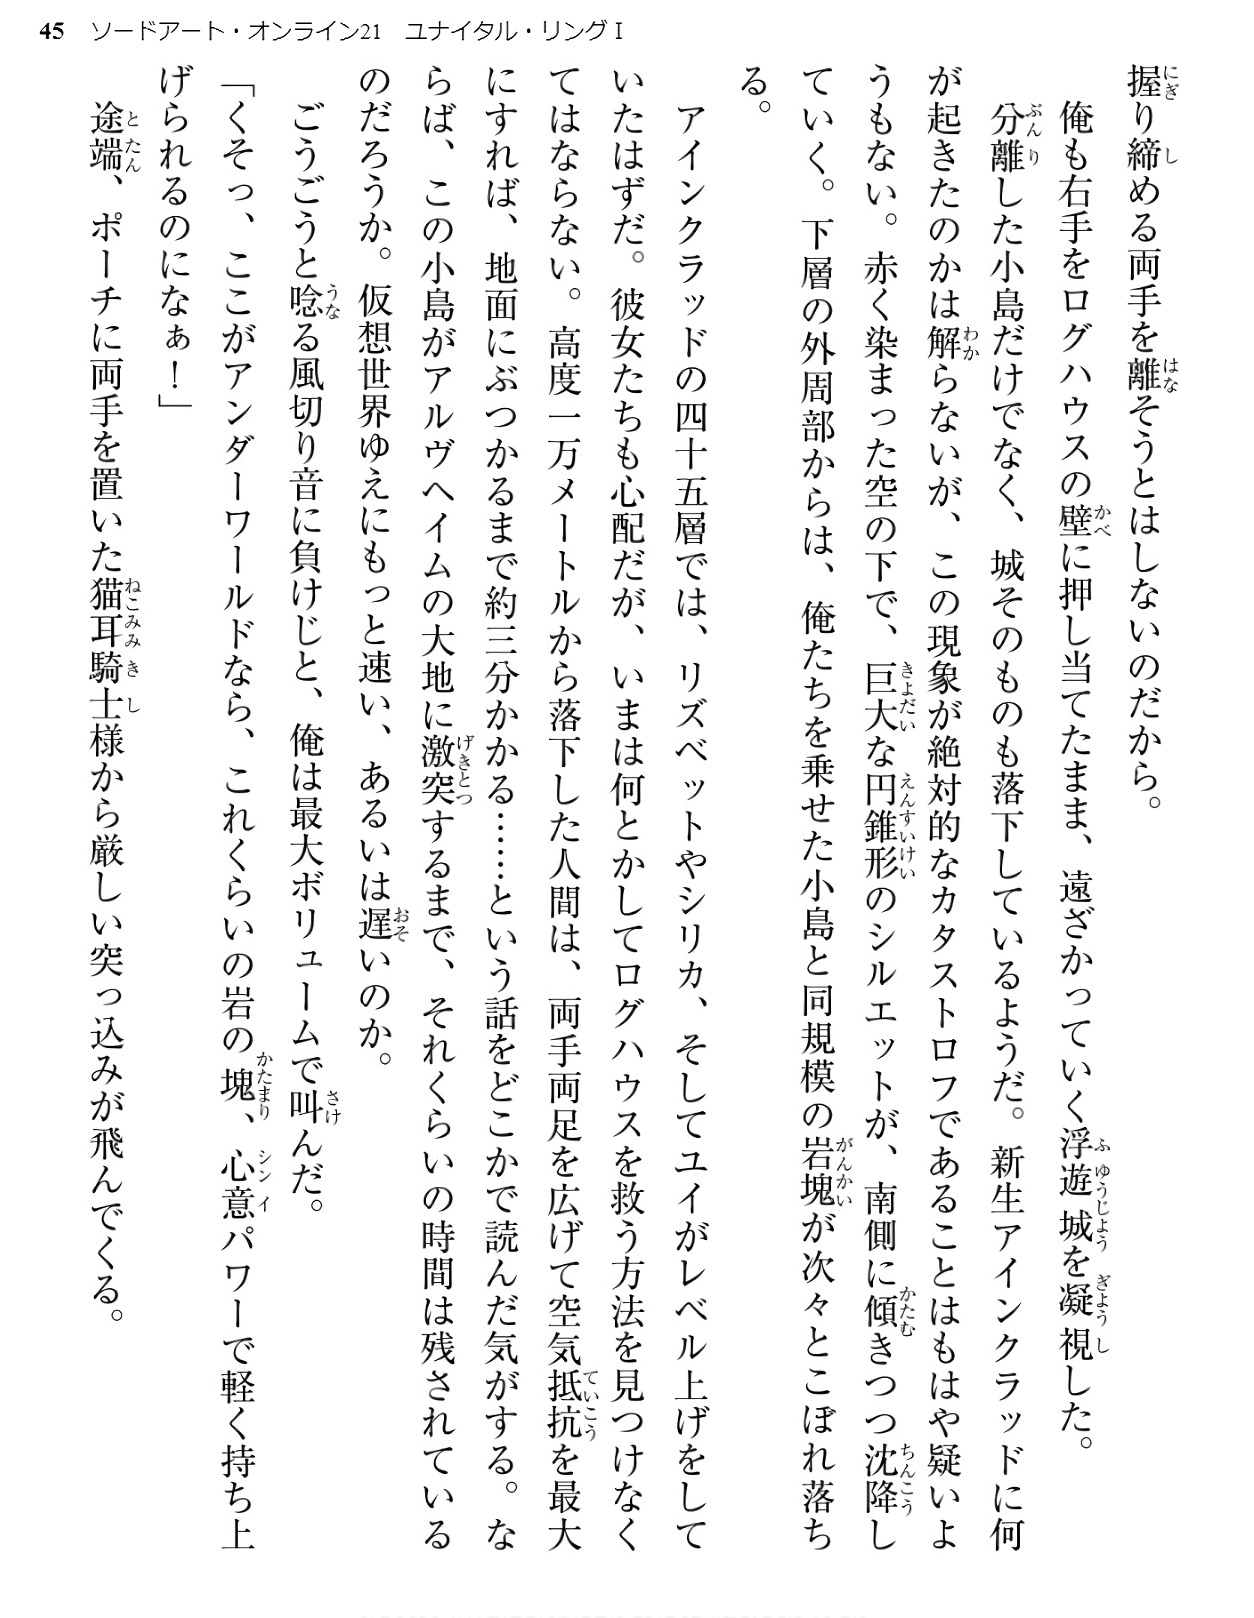 45 ソードアート・オンライン21 ユナイタル・リングⅠ
握り締める両手を離そうとはしないのだから。
俺も右手をログハウスの壁に押し当てたまま、遠ざかっていく浮遊城を凝視した。
分離した小島だけでなく、城そのものも落下しているようだ。新生アインクラッドに何
が起きたのかは解らないが、この現象が絶対的なカタストロフであることはもはや疑いよ
うもない。赤く染まった空の下で、巨大な円錐形のシルエットが、南側に傾きつつ沈降し
ていく。下層の外周部からは、俺たちを乗せた小島と同規模の岩塊が次々とこぼれ落ち
る。
アインクラッドの四十五層では、リズベットやシリカ、そしてユイがレベル上げをして
いたはずだ。彼女たちも心配だが、いまは何とかしてログハウスを救う方法を見つけなく
てはならない。高度一万メートルから落下した人間は、両手両足を広げて空気抵抗を最大
にすれば、地面にぶつかるまで約三分かかる……という話をどこかで読んだ気がする。な
らば、この小島がアルヴヘイムの大地に激突するまで、それくらいの時間は残されている
のだろうか。仮想世界ゆえにもっと速い、あるいは遅いのか。
ごうごうと唸る風切り音に負けじと、俺は最大ボリュームで叫んだ。
「くそっ、ここがアンダーワールドなら、これくらいの岩の塊、心意パワーで軽く持ち上
げられるのになぁ！」
途端、ポーチに両手を置いた猫耳騎士様から厳しい突っ込みが飛んでくる。